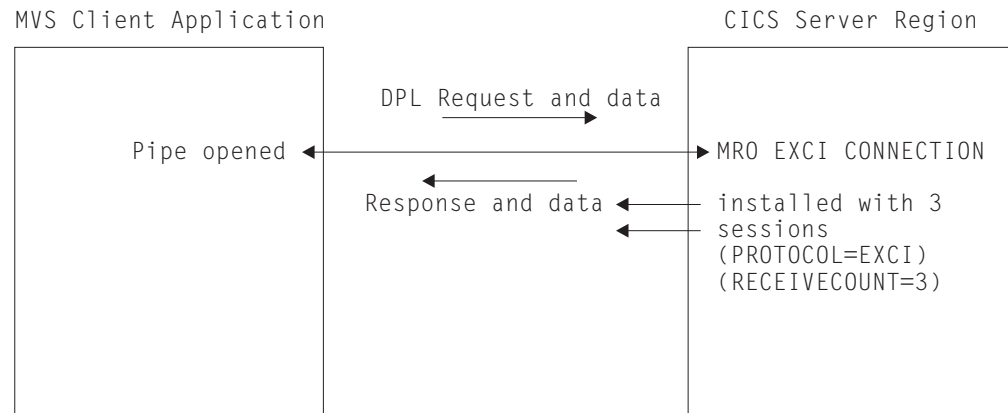 MVS Client Application
CICS Server Region
DPL Request and data
Pipe opened
MRO EXCI CONNECTION
Response and data
installed with 3
sessions
(PROTOCOL=EXCI)
(RECEIVECOUNT=3)